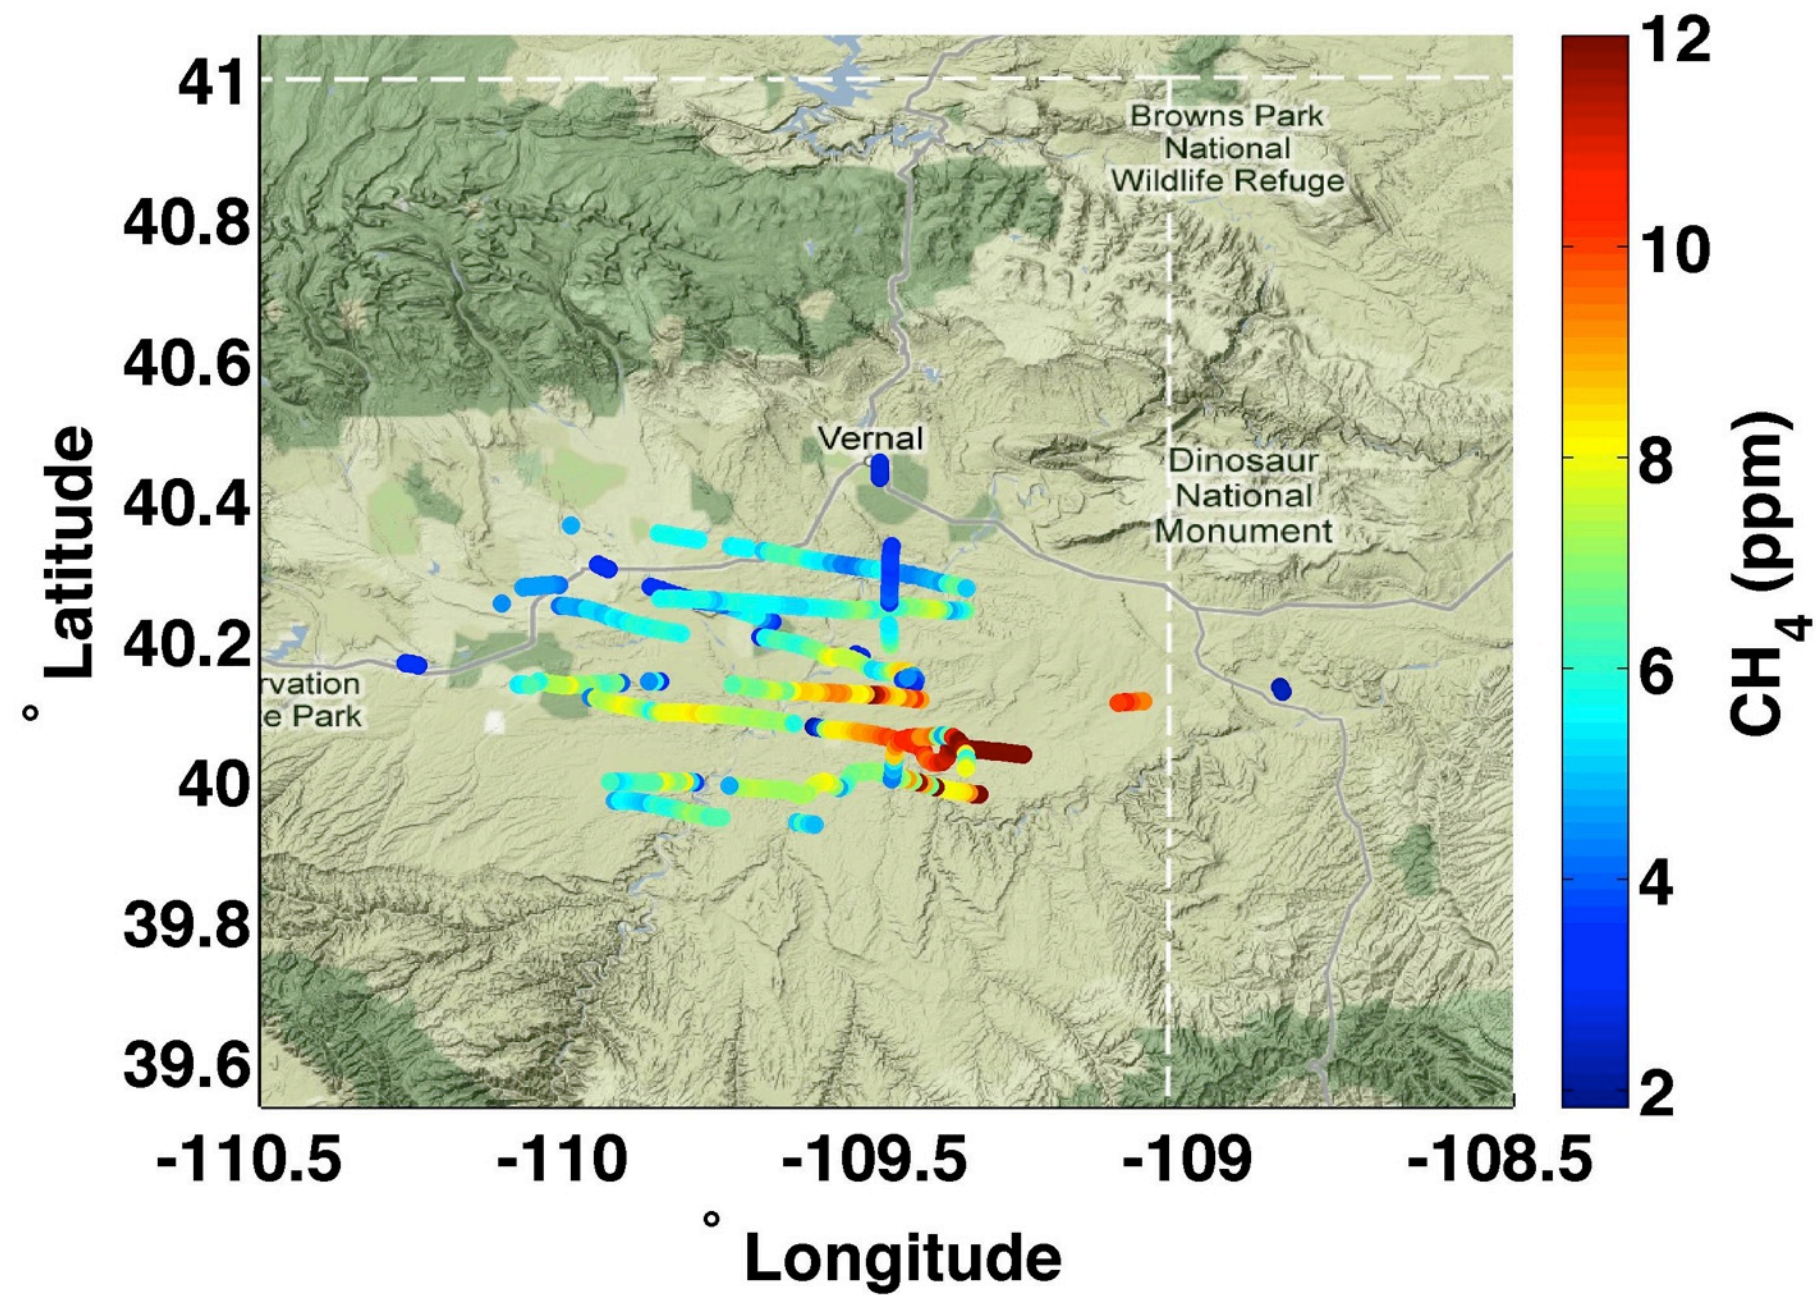 41
40.8
40.6
40.4
40.2
40
39.8
39.6
° Latitude
Browns Park
National
Wildlife Refuge
Vernal
Dinosaur
National
Monument
rvation
e Park
-110.5 -110 -109.5 -109 -108.5
° Longitude
12
10
8
6
4
2
CH4 (ppm)